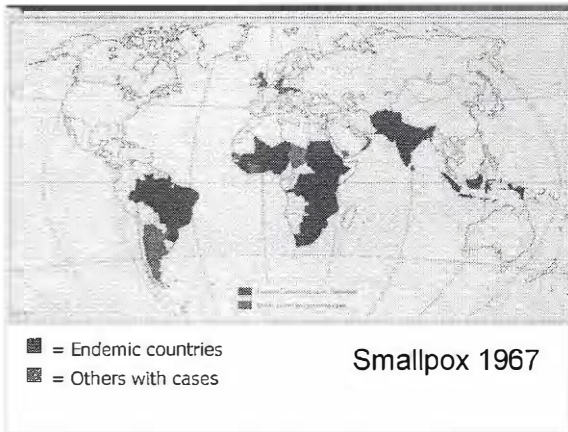 = Endemic countries
= Others with cases
Smallpox 1967